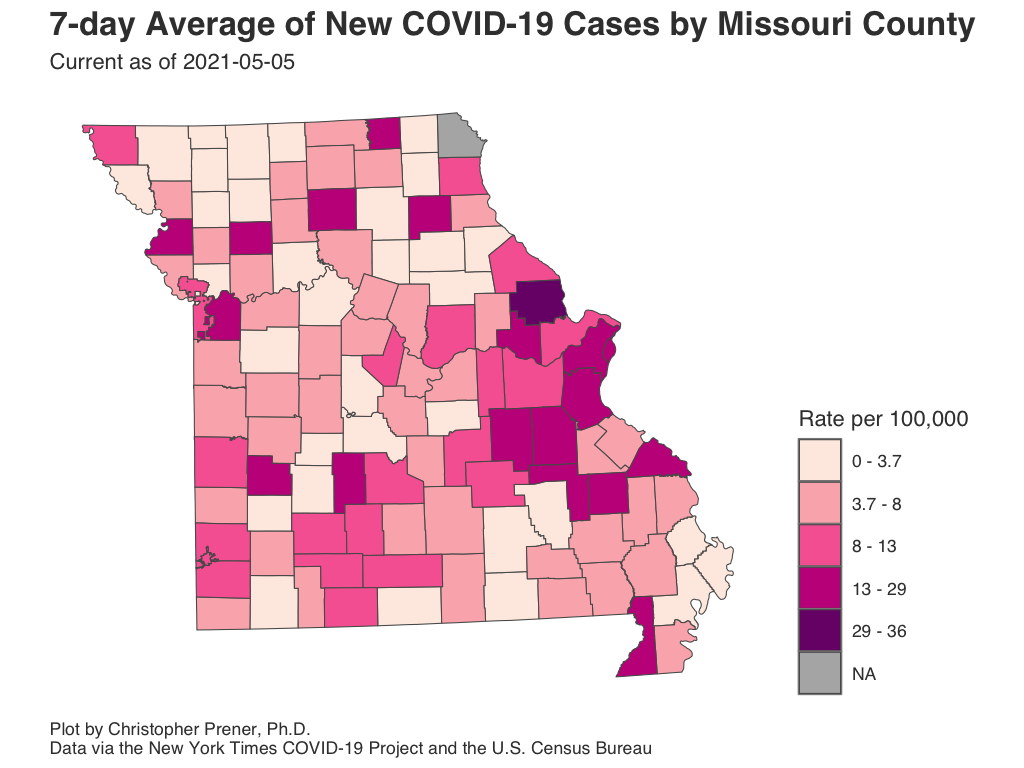 7-day Average of New COVID-19 Cases by Missouri County
Current as of 2021-05-05
Rate per 100,000
0 - 3.7
3.7 - 8
8 - 13
13 - 29
29 - 36
NA
Plot by Christopher Prener, Ph.D.
Data via the New York Times COVID-19 Project and the U.S. Census Bureau